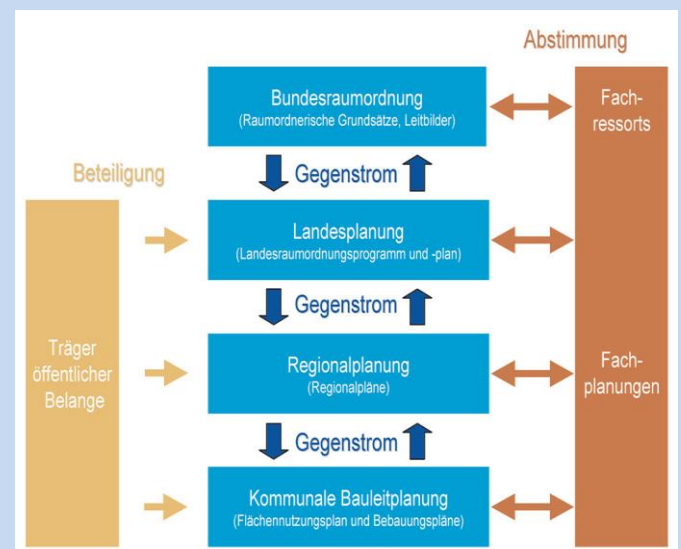 Abstimmung
Bundesraumordnung
(Raumordnerische Grundsätze, Leitbilder)
Fach-
ressorts
Beteiligung
Gegenstrom
Landesplanung
(Landesraumordnungsprogramm und -plan)
Gegenstrom
Träger
öffentlicher
Belange
Regionalplanung
(Regionalpläne)
Fach-
planungen
Gegenstrom
Kommunale Bauleitplanung
(Flächennutzungsplan und Bebauungspläne)